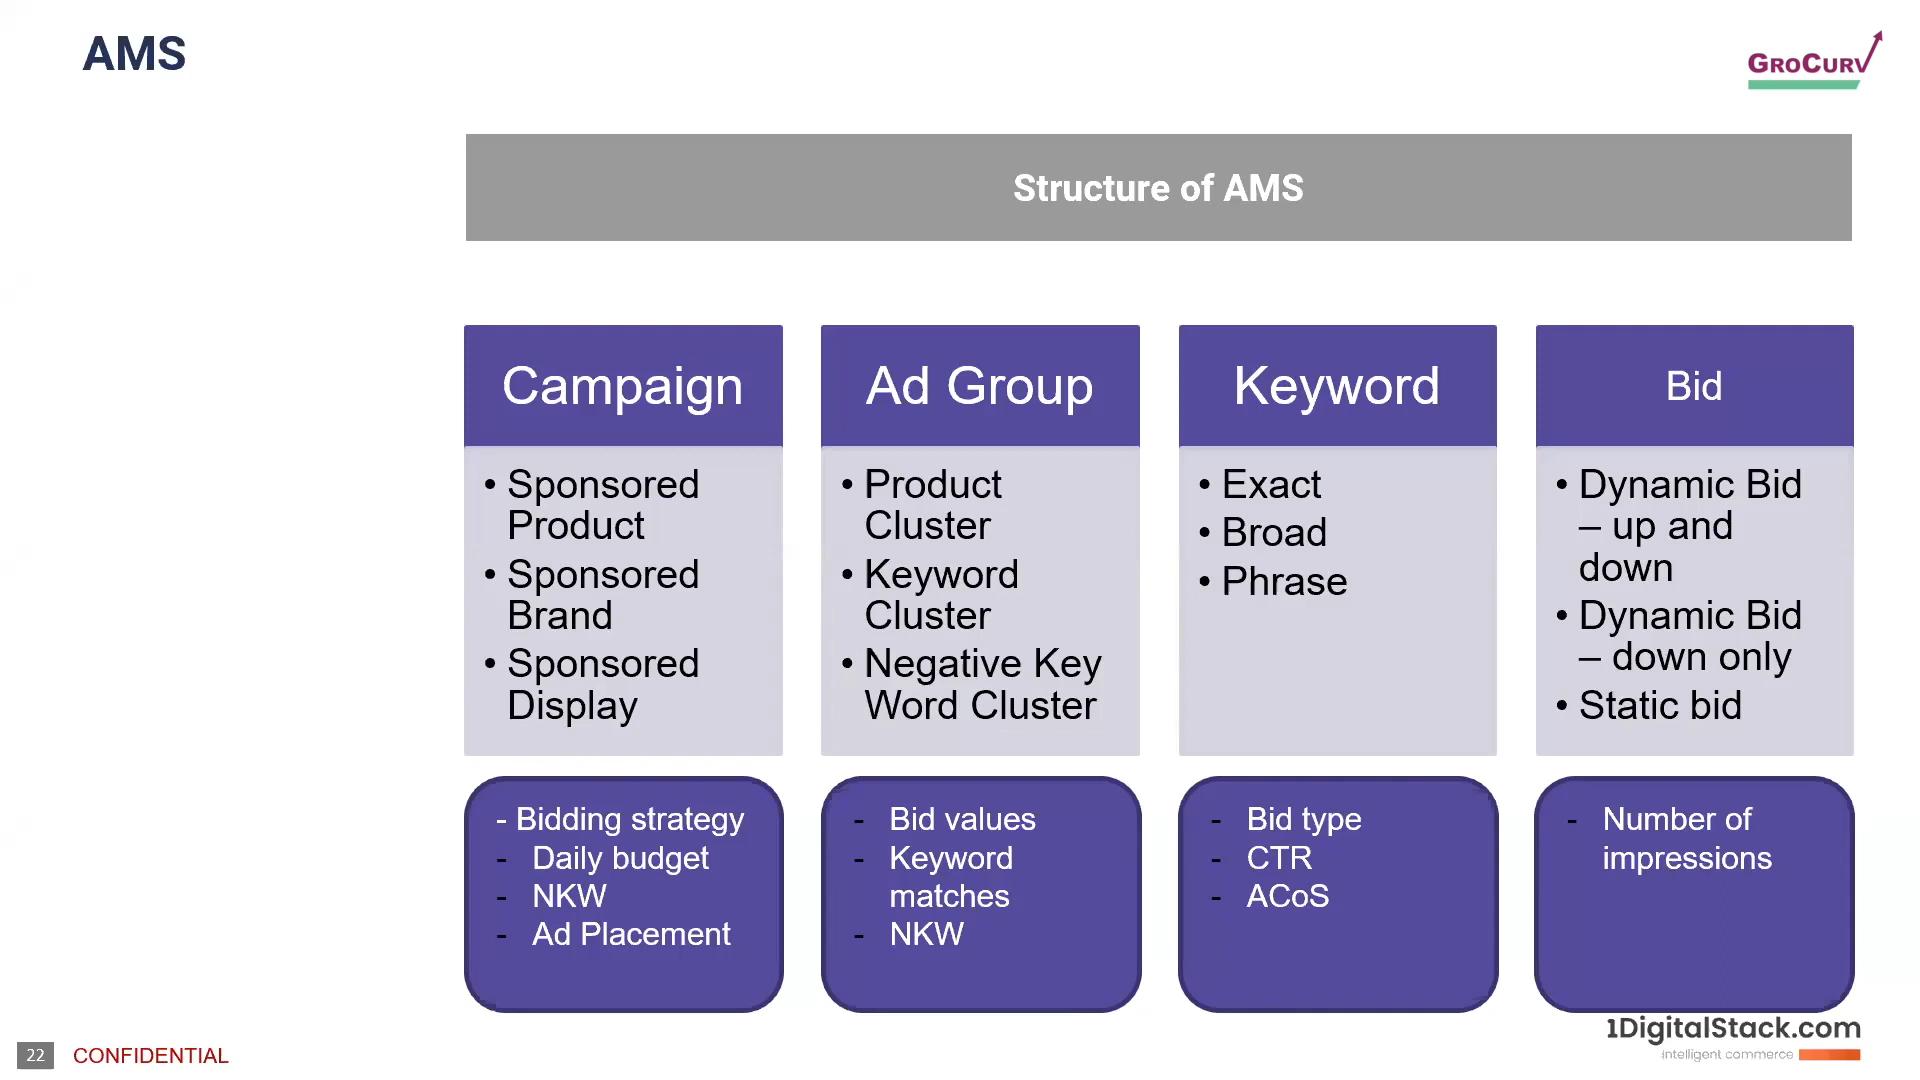 AMS
GROCURV
Structure of AMS
Campaign
• Sponsored
Product
• Sponsored
Brand
• Sponsored
Display
- Bidding strategy
- Daily budget
- NKW
- Ad Placement
Ad Group
• Product
Cluster
• Keyword
Cluster
• Negative Key
Word Cluster
- Bid values
- Keyword
matches
- NKW
Keyword
• Exact
• Broad
• Phrase
- Bid type
- CTR
- ACoS
Bid
• Dynamic Bid
– up and
down
• Dynamic Bid
– down only
• Static bid
- Number of
impressions
22 CONFIDENTIAL
1DigitalStack.com
intelligent commerce